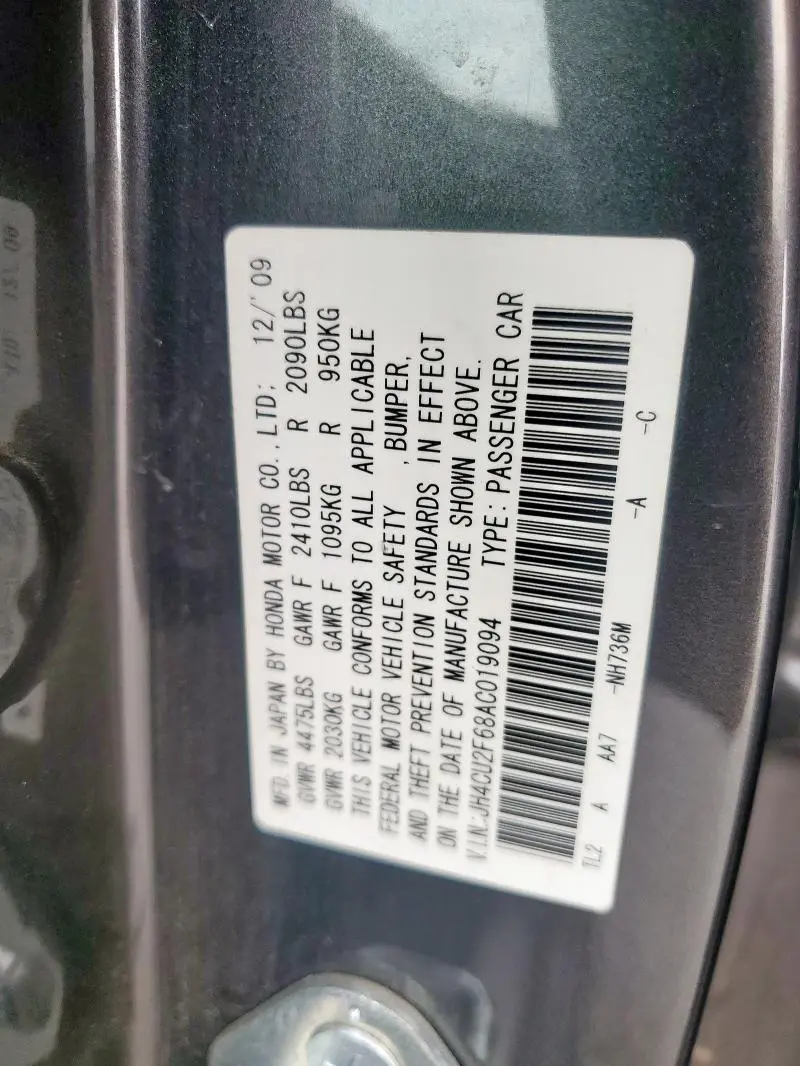 MFD. IN JAPAN BY HONDA MOTOR CO., LTD; 12/'09
GVWR 4475LBS GAWR F 2410LBS R 2090LBS
GVWR 2030KG GAWR F 1095KG R 950KG
THIS VEHICLE CONFORMS TO ALL APPLICABLE
FEDERAL MOTOR VEHICLE SAFETY , BUMPER,
AND THEFT PREVENTION STANDARDS IN EFFECT
ON THE DATE OF MANUFACTURE SHOWN ABOVE.
V.I.N.:JH4CU2F68AC019094 TYPE: PASSENGER CAR
TL2 A AA7 -NH736M -A -C